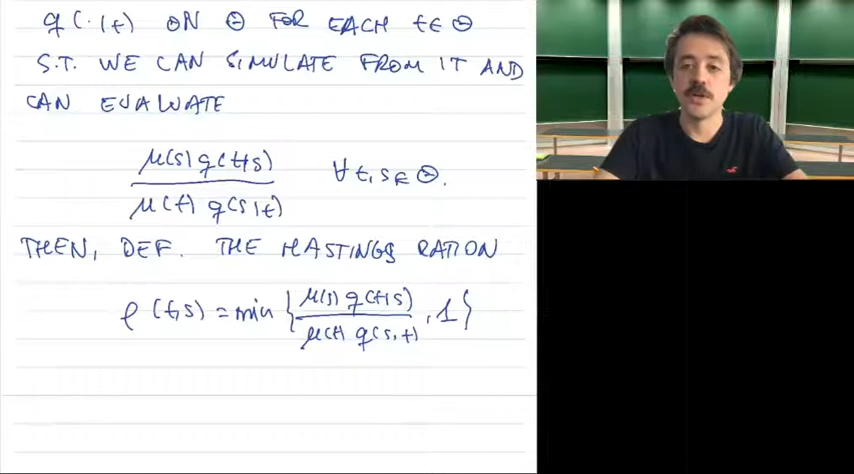 q(·|t) ON Θ FOR EACH t∈Θ
S.T. WE CAN SIMULATE FROM IT AND
CAN EVALUATE
μ(s) q(t|s)
μ(t) q(s|t)
∀ t,s ∈ Θ.
THEN, DEF. THE HASTINGS RATION
ρ(t,s) = min { μ(s) q(t|s) / μ(t) q(s,t) , 1 }